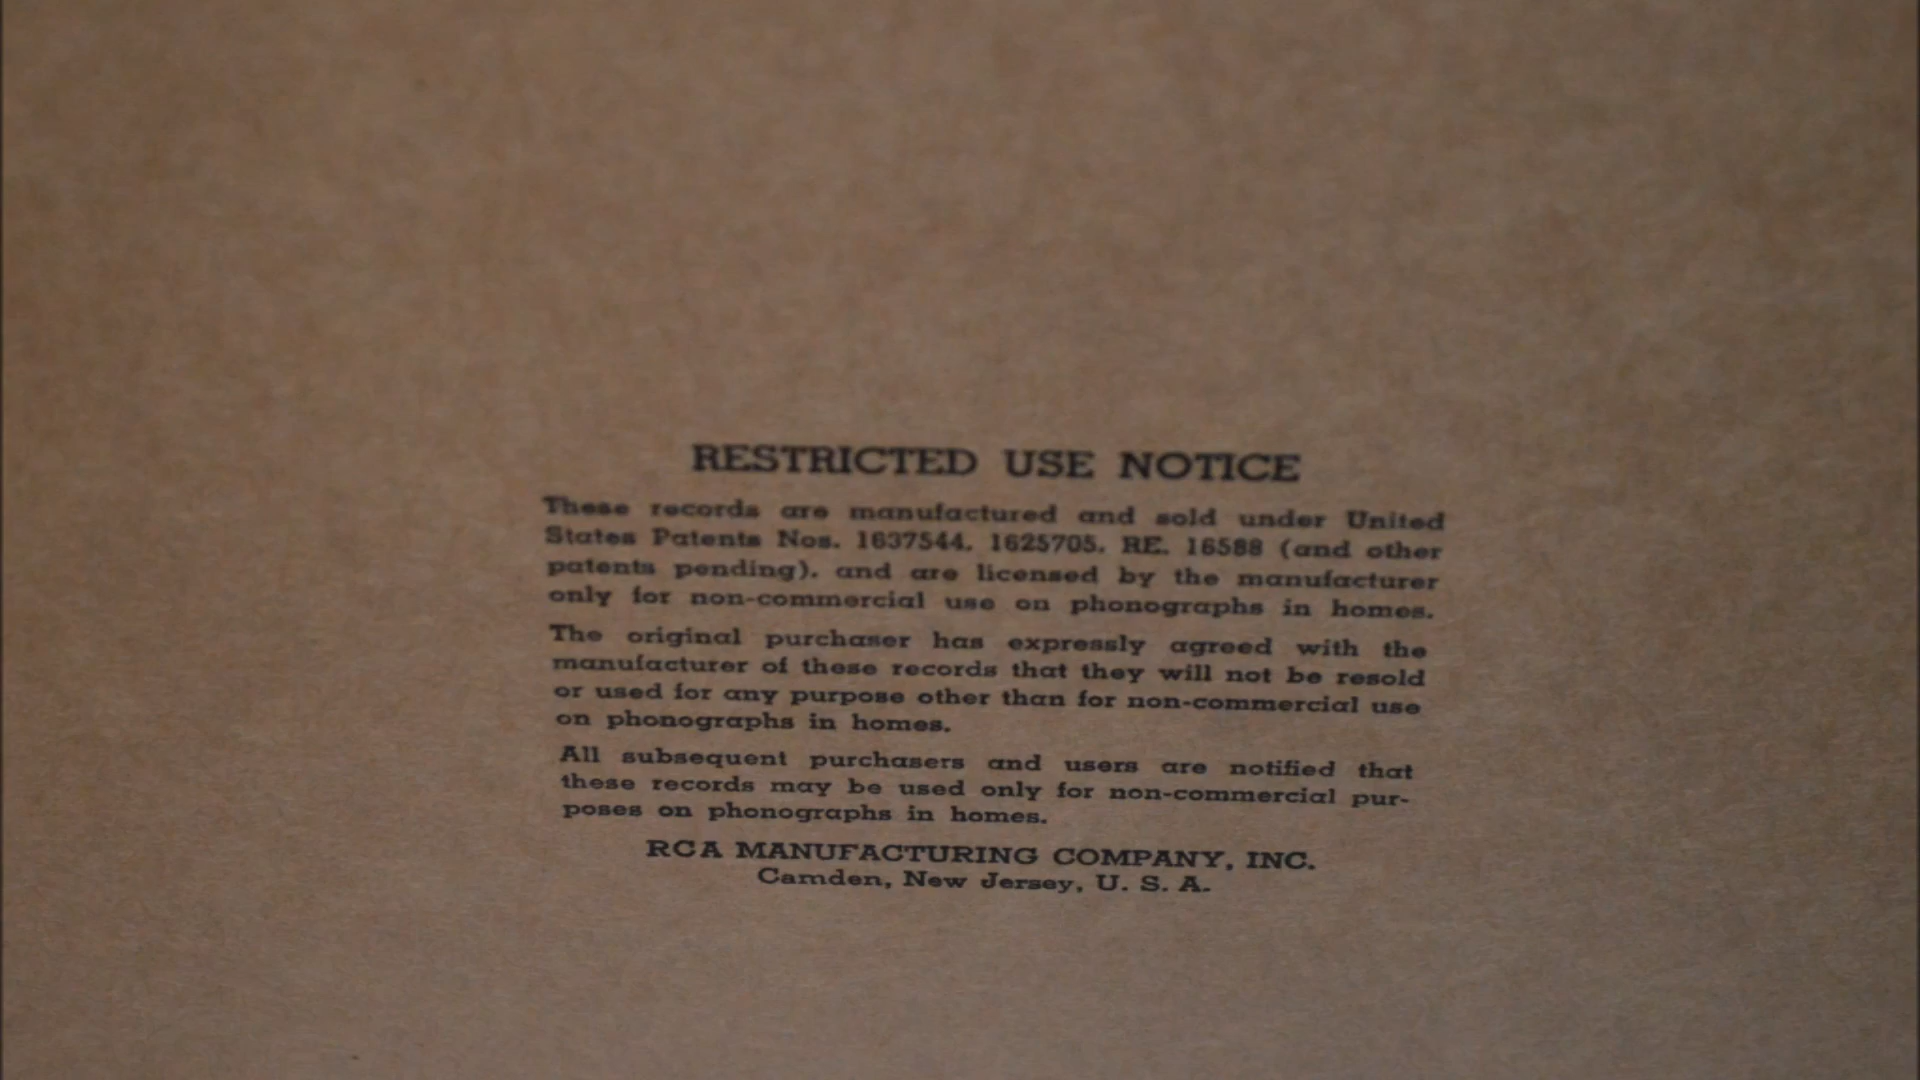 RESTRICTED USE NOTICE
These records are manufactured and sold under United
States Patents Nos. 1637544, 1625705, RE. 16588 (and other
patents pending), and are licensed by the manufacturer
only for non-commercial use on phonographs in homes.
The original purchaser has expressly agreed with the
manufacturer of these records that they will not be resold
or used for any purpose other than for non-commercial use
on phonographs in homes.
All subsequent purchasers and users are notified that
these records may be used only for non-commercial pur-
poses on phonographs in homes.
RCA MANUFACTURING COMPANY, INC.
Camden, New Jersey, U. S. A.